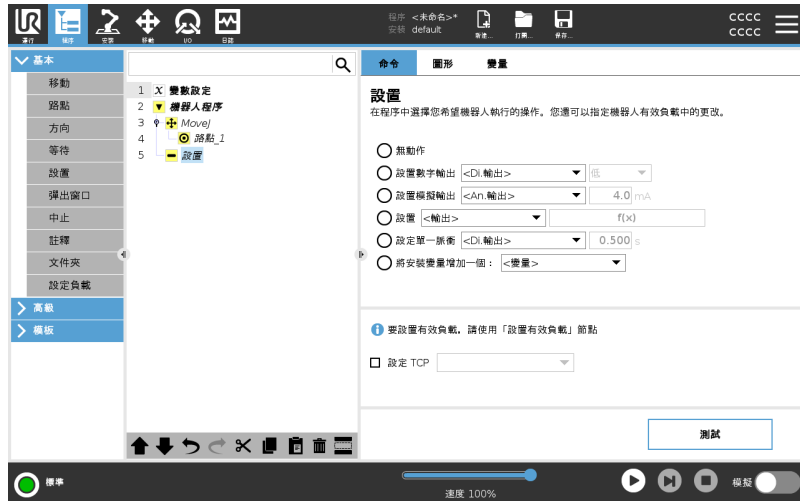 程序 <未命名>*
安裝 default
新建...
打開...
保存...
cccc
cccc
運行
程序
安裝
移動
I/O
日誌
基本
移動
路點
方向
等待
設置
彈出窗口
中止
註釋
文件夾
設定負載
高級
模板
1 X 變數設定
2 機器人程序
3 MoveJ
4 路點_1
5 設置
命令 圖形 變量
設置
在程序中選擇您希望機器人執行的操作。您還可以指定機器人有效負載中的更改。
無動作
設置數字輸出 <Di.輸出> 低
設置模擬輸出 <An.輸出> 4.0 mA
設置 <輸出> f(x)
設定單一脈衝 <Di.輸出> 0.500 s
將安裝變量增加一個： <變量>
要設置有效負載，請使用「設置有效負載」節點
設定 TCP
測試
標準
速度 100%
模擬